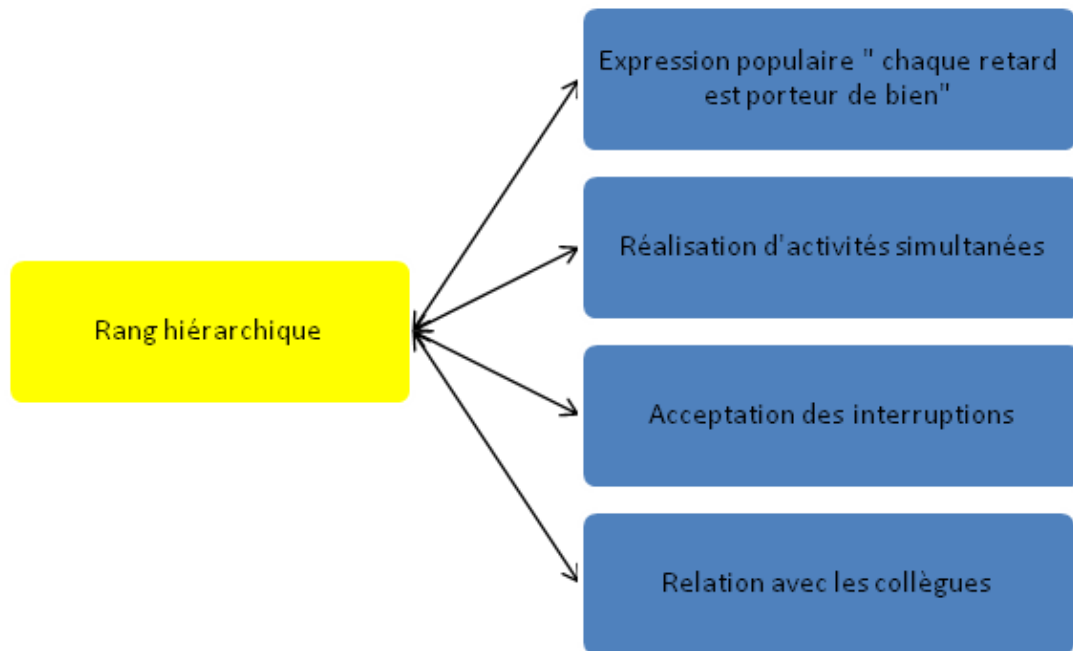 Expression populaire " chaque retard
est porteur de bien"
Réalisation d'activités simultanées
Rang hiérarchique
Acceptation des interruptions
Relation avec les collègues